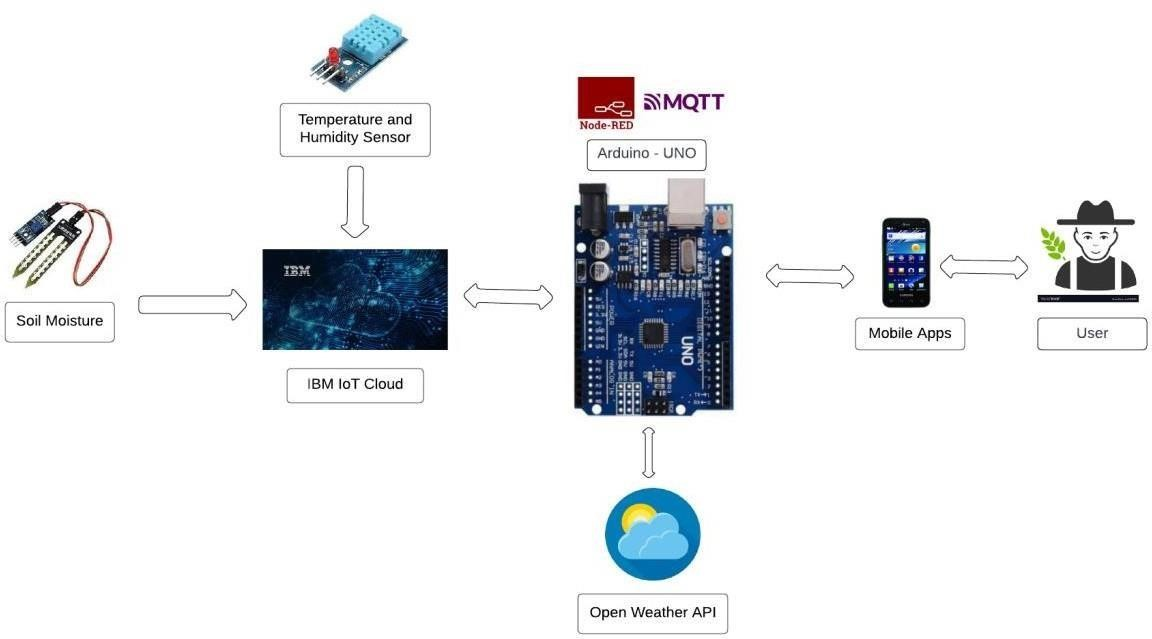 Temperature and
Humidity Sensor
Node-RED
MQTT
Arduino - UNO
Soil Moisture
IBM
IBM IoT Cloud
UNO
Mobile Apps
User
Open Weather API